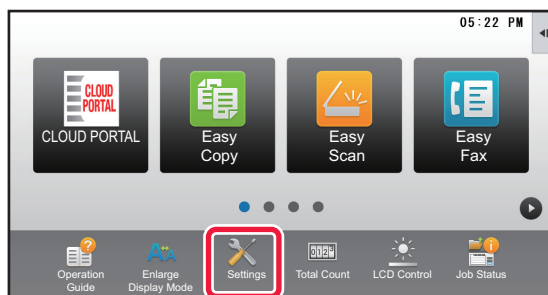 05:22 PM
CLOUD
PORTAL
CLOUD PORTAL
Easy
Copy
Easy
Scan
Easy
Fax
Operation
Guide
Enlarge
Display Mode
Settings
Total Count
LCD Control
Job Status